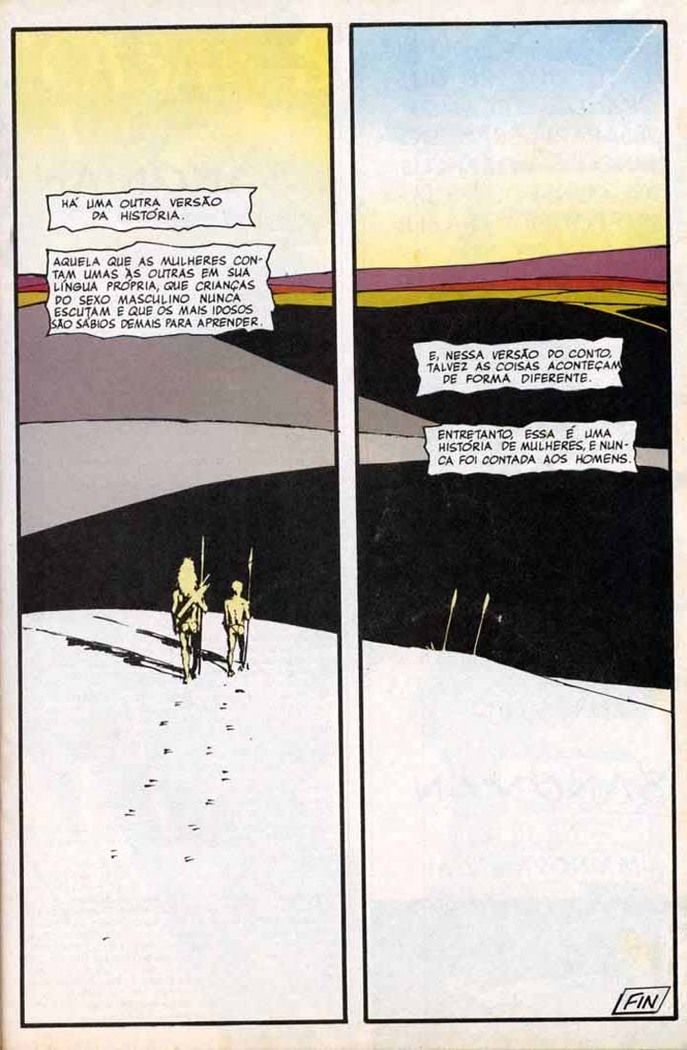 HÁ UMA OUTRA VERSÃO
DA HISTÓRIA.
AQUELA QUE AS MULHERES CON-
TAM UMAS ÀS OUTRAS EM SUA
LÍNGUA PRÓPRIA, QUE CRIANÇAS
DO SEXO MASCULINO NUNCA
ESCUTAM E QUE OS MAIS IDOSOS
SÃO SÁBIOS DEMAIS PARA APRENDER.
E, NESSA VERSÃO DO CONTO,
TALVEZ AS COISAS ACONTEÇAM
DE FORMA DIFERENTE.
ENTRETANTO, ESSA É UMA
HISTÓRIA DE MULHERES, E NUN-
CA FOI CONTADA AOS HOMENS.
FIN